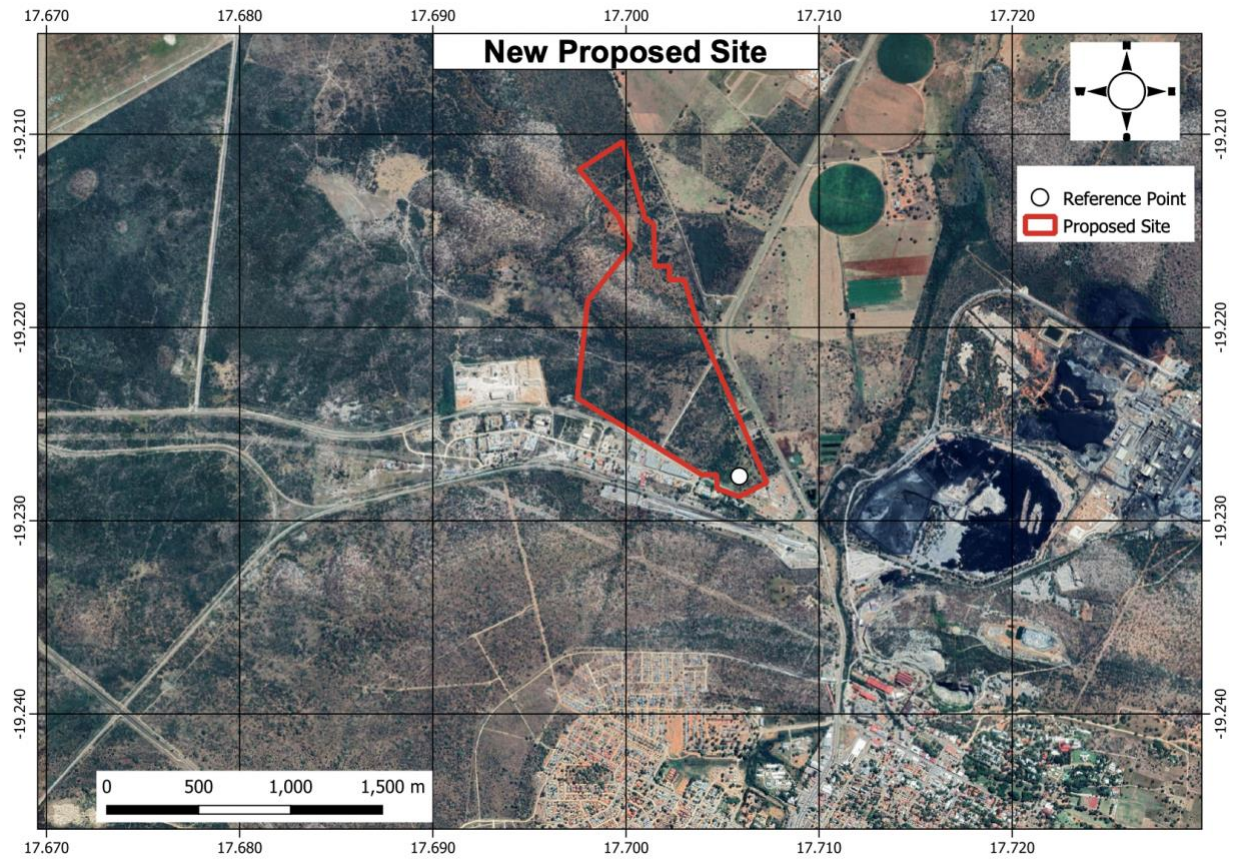 17.670 17.680 17.690 17.700 17.710 17.720
New Proposed Site
-19.210 -19.210
Reference Point
Proposed Site
-19.220 -19.220
-19.230 -19.230
-19.240 -19.240
0 500 1,000 1,500 m
17.670 17.680 17.690 17.700 17.710 17.720